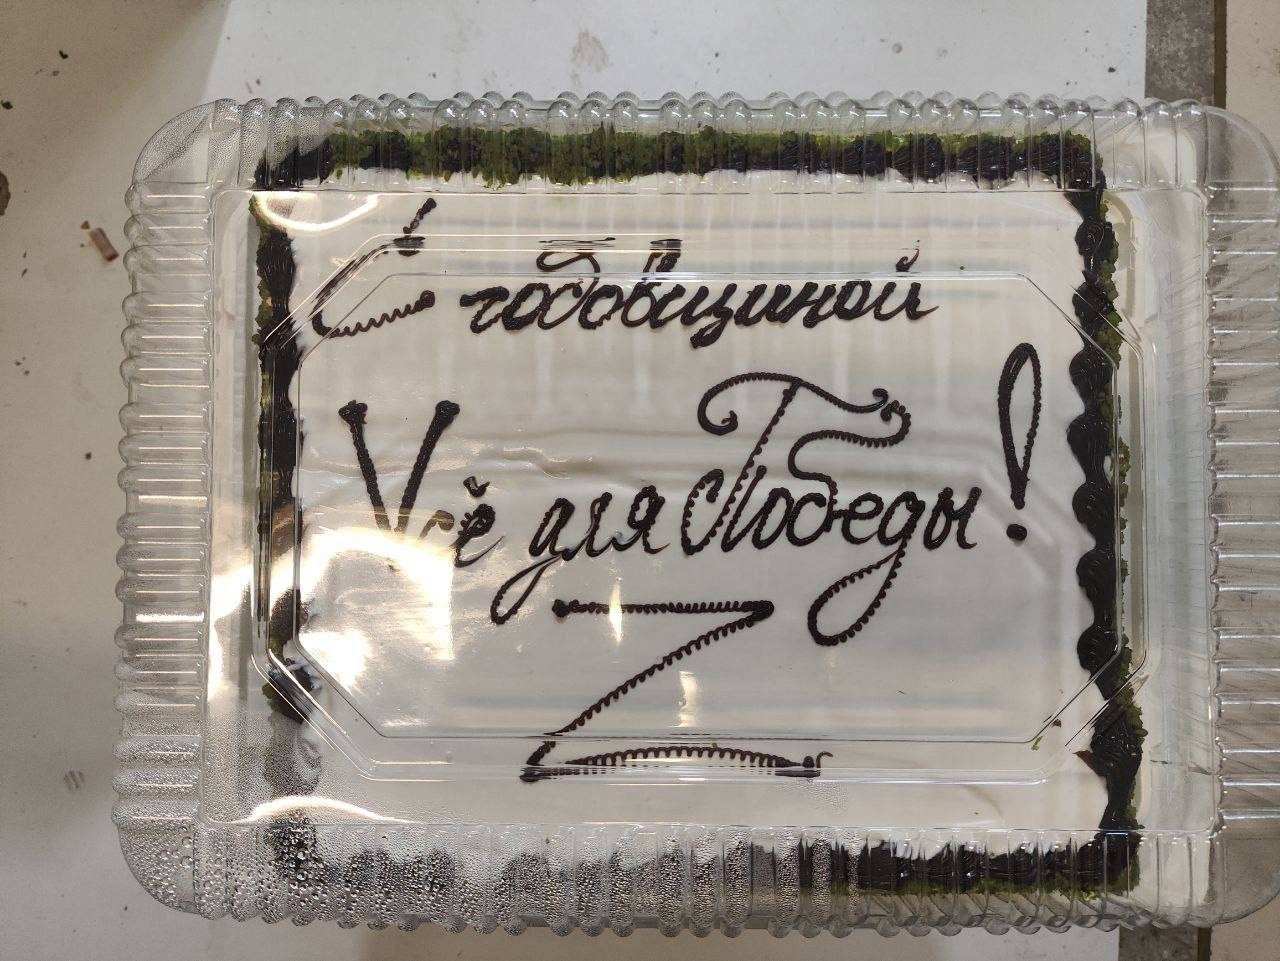 С годовщиной
Vсё для Победы!
Z